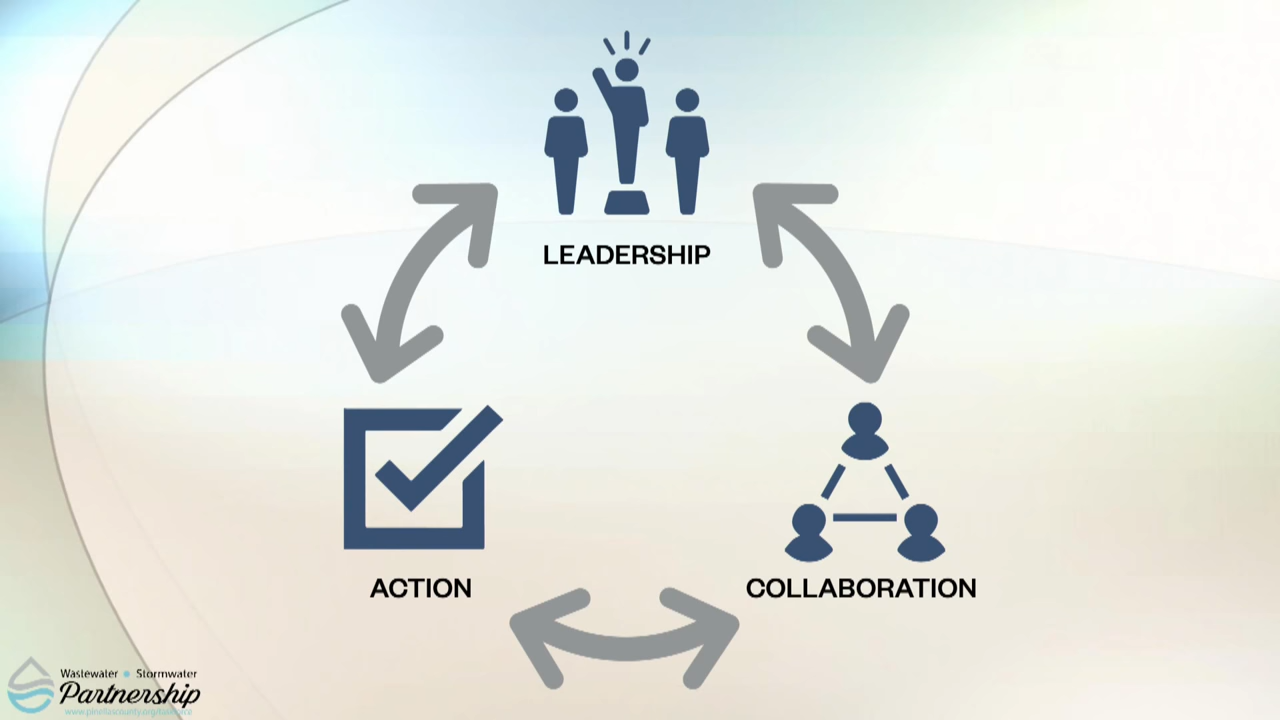 LEADERSHIP
ACTION
COLLABORATION
Wastewater • Stormwater
Partnership